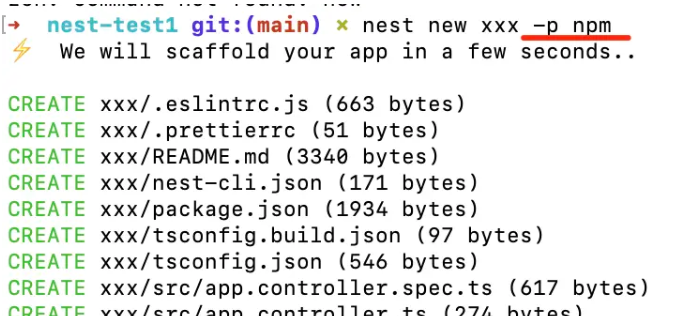 [➜ nest-test1 git:(main) × nest new xxx -p npm
⚡ We will scaffold your app in a few seconds..
CREATE xxx/.eslintrc.js (663 bytes)
CREATE xxx/.prettierrc (51 bytes)
CREATE xxx/README.md (3340 bytes)
CREATE xxx/nest-cli.json (171 bytes)
CREATE xxx/package.json (1934 bytes)
CREATE xxx/tsconfig.build.json (97 bytes)
CREATE xxx/tsconfig.json (546 bytes)
CREATE xxx/src/app.controller.spec.ts (617 bytes)
CREATE xxx/src/app.controller.ts (274 bytes)